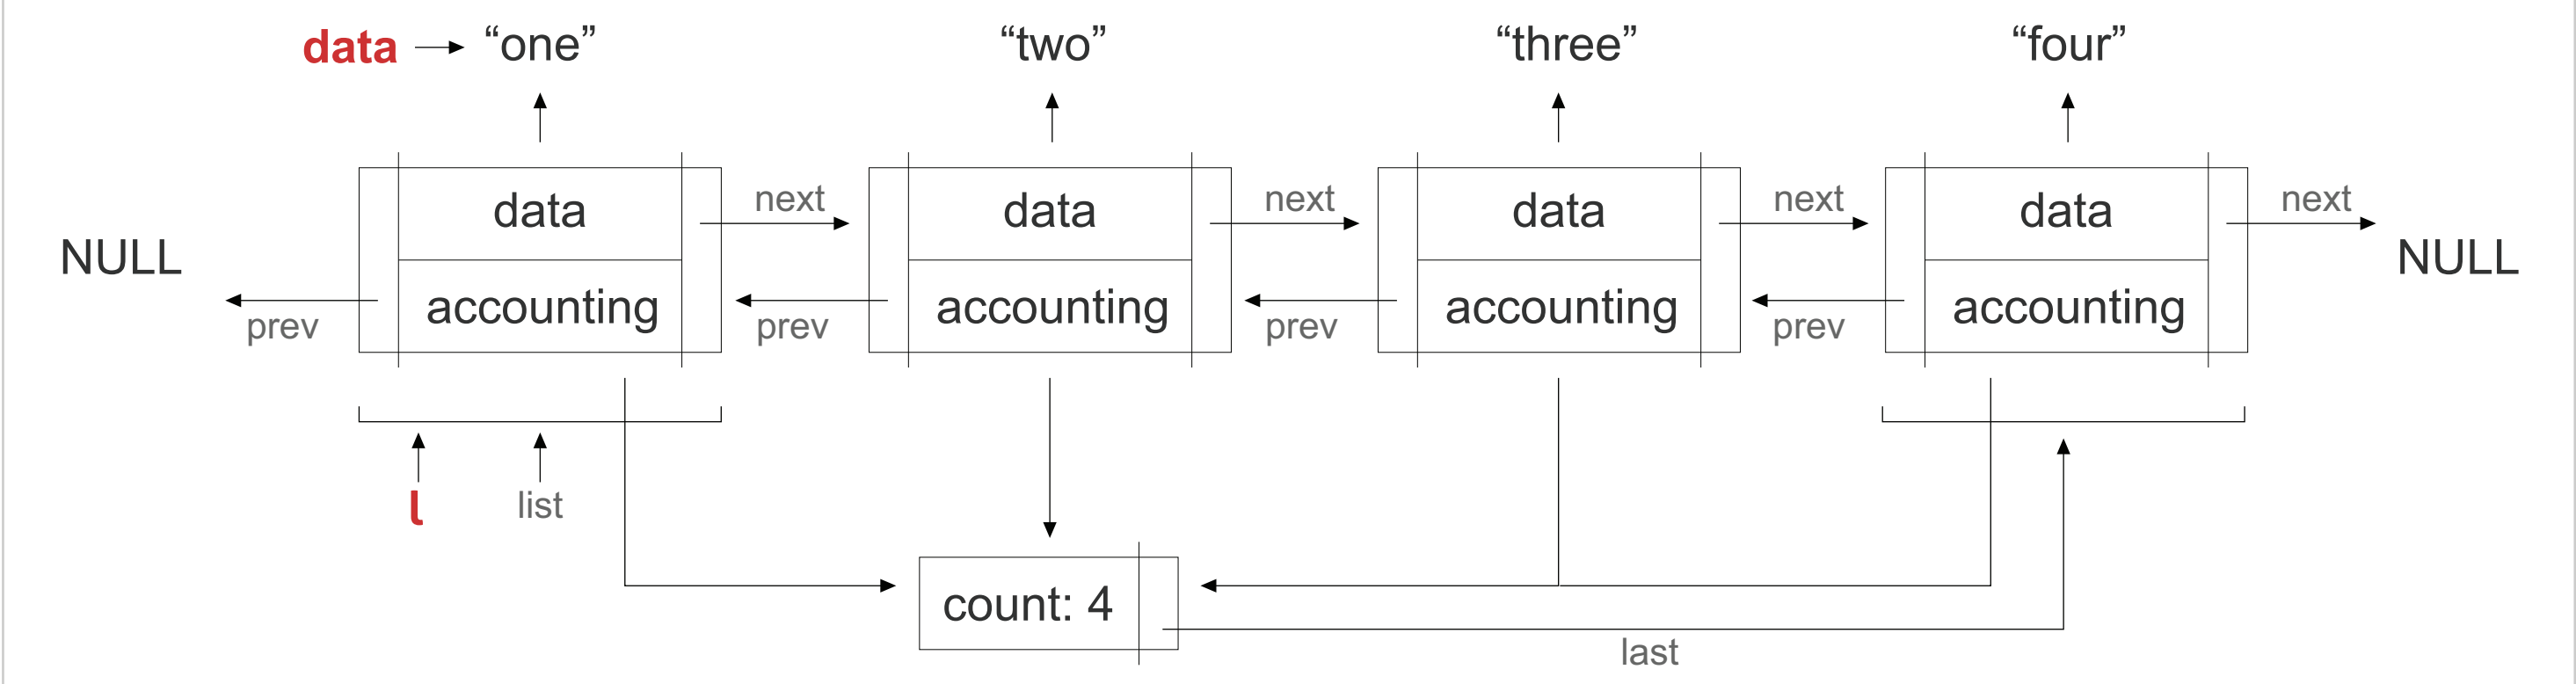 data “one” “two” “three” “four”
data next data next data next data next
NULL NULL
accounting accounting accounting accounting
prev prev prev prev
l list
count: 4
last